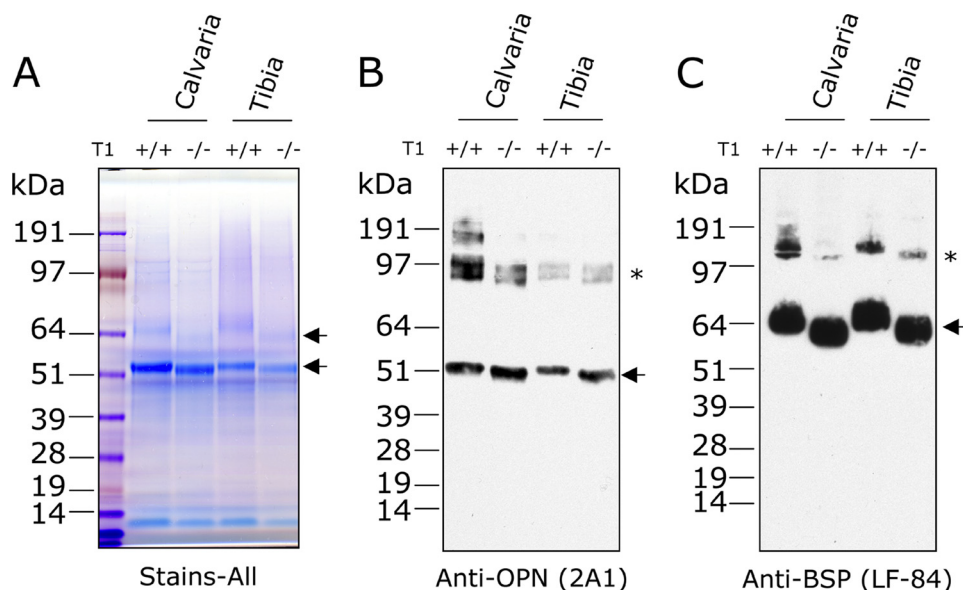 A
Calvaria
Tibia
T1 +/+ -/- +/+ -/-
kDa
191
97
64
51
39
28
19
14
Stains-All
B
Calvaria
Tibia
T1 +/+ -/- +/+ -/-
kDa
191
97
64
51
39
28
19
14
*
Anti-OPN (2A1)
C
Calvaria
Tibia
T1 +/+ -/- +/+ -/-
kDa
191
97
64
51
39
28
19
14
*
Anti-BSP (LF-84)